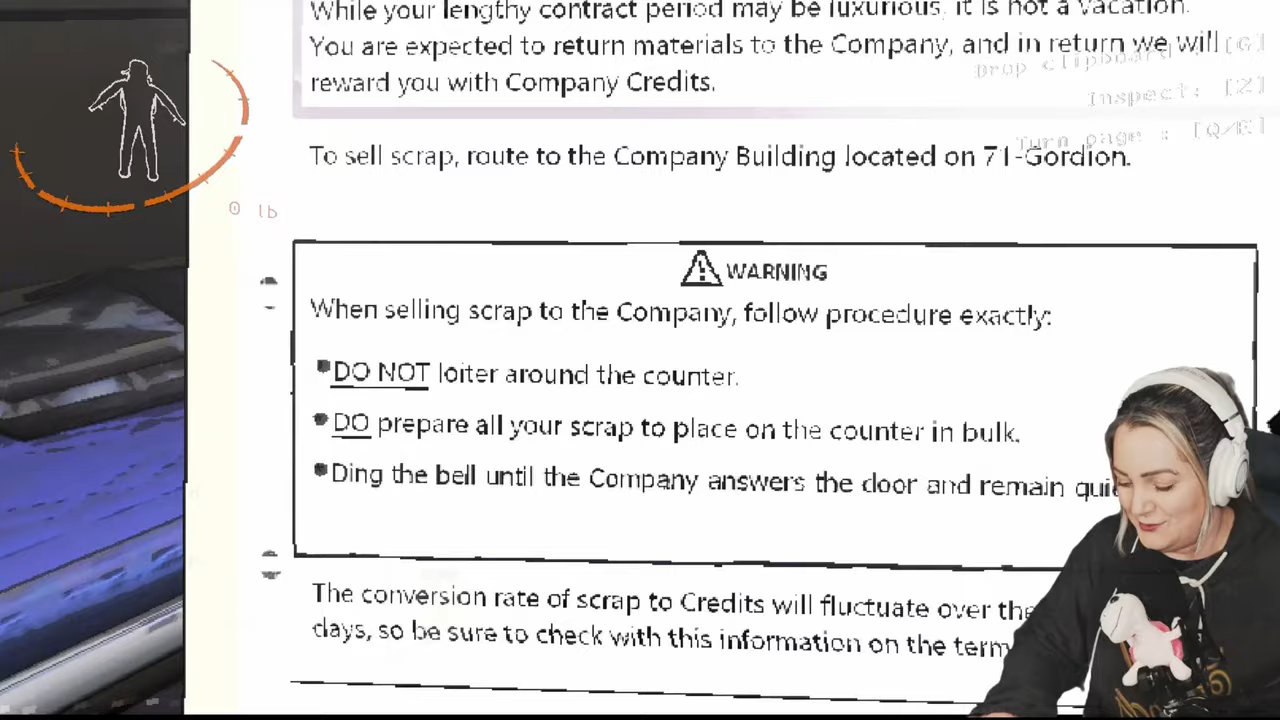 While your lengthy contract period may be luxurious, it is not a vacation.
You are expected to return materials to the Company, and in return we will
reward you with Company Credits.
Drop clipboard : [G]
Inspect: [Z]
Turn page : [Q/E]
To sell scrap, route to the Company Building located on 71-Gordion.
0 lb
WARNING
When selling scrap to the Company, follow procedure exactly:
DO NOT loiter around the counter.
DO prepare all your scrap to place on the counter in bulk.
Ding the bell until the Company answers the door and remain
The conversion rate of scrap to Credits will fluctuate over the
days, so be sure to check with this information on the